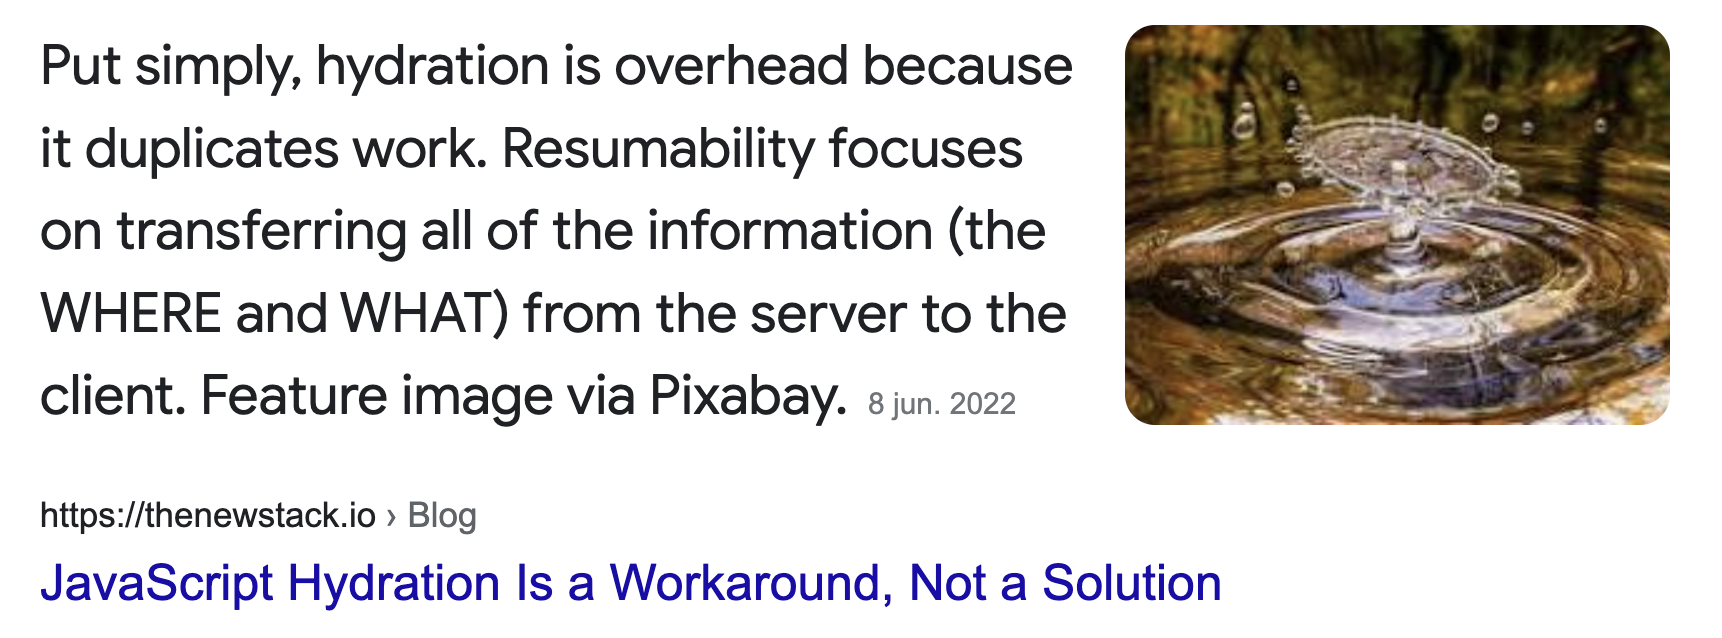 Put simply, hydration is overhead because
it duplicates work. Resumability focuses
on transferring all of the information (the
WHERE and WHAT) from the server to the
client. Feature image via Pixabay. 8 jun. 2022
https://thenewstack.io › Blog
JavaScript Hydration Is a Workaround, Not a Solution